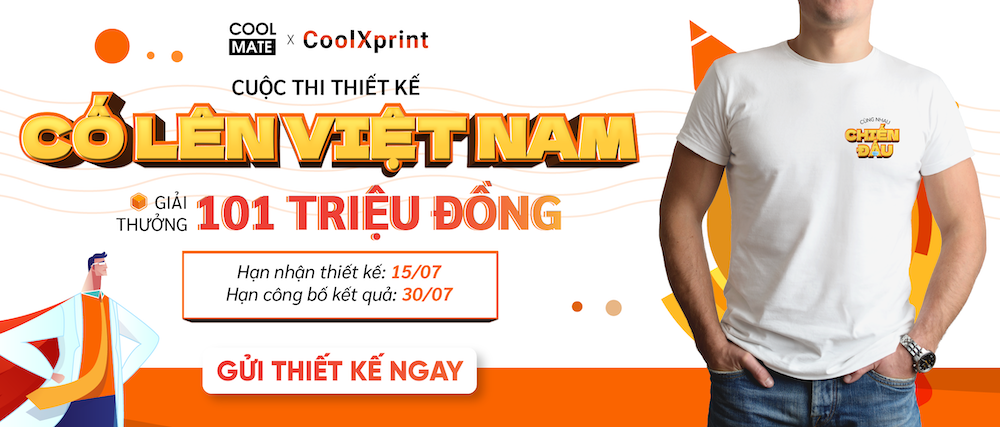 COOL
MATE x CoolXprint
CUỘC THI THIẾT KẾ
CỐ LÊN VIỆT NAM
GIẢI
THƯỞNG
101 TRIỆU ĐỒNG
Hạn nhận thiết kế: 15/07
Hạn công bố kết quả: 30/07
GỬI THIẾT KẾ NGAY
CÙNG NHAU
CHIẾN
ĐẤU